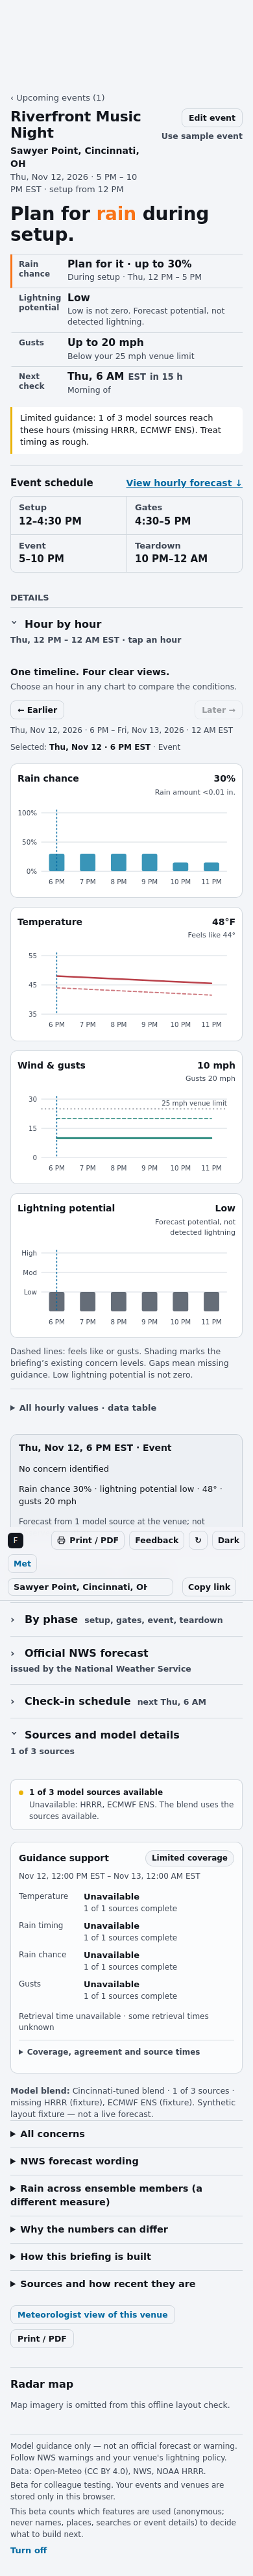 ‹ Upcoming events (1)
Riverfront Music
Night
Edit event
Use sample event
Sawyer Point, Cincinnati,
OH
Thu, Nov 12, 2026 · 5 PM – 10
PM EST · setup from 12 PM
Plan for rain during
setup.
Rain
chance
Plan for it · up to 30%
During setup · Thu, 12 PM – 5 PM
Lightning
potential
Low
Low is not zero. Forecast potential, not
detected lightning.
Gusts
Up to 20 mph
Below your 25 mph venue limit
Next
check
Thu, 6 AM EST in 15 h
Morning of
Limited guidance: 1 of 3 model sources reach
these hours (missing HRRR, ECMWF ENS). Treat
timing as rough.
Event schedule
View hourly forecast ↓
Setup
12–4:30 PM
Gates
4:30–5 PM
Event
5–10 PM
Teardown
10 PM–12 AM
DETAILS
Hour by hour
Thu, 12 PM – 12 AM EST · tap an hour
One timeline. Four clear views.
Choose an hour in any chart to compare the conditions.
← Earlier
Later →
Thu, Nov 12, 2026 · 6 PM – Fri, Nov 13, 2026 · 12 AM EST
Selected: Thu, Nov 12 · 6 PM EST · Event
Rain chance
30%
Rain amount <0.01 in.
100%
50%
0%
6 PM 7 PM 8 PM 9 PM 10 PM 11 PM
Temperature
48°F
Feels like 44°
55
45
35
6 PM 7 PM 8 PM 9 PM 10 PM 11 PM
Wind & gusts
10 mph
Gusts 20 mph
30
25 mph venue limit
15
0
6 PM 7 PM 8 PM 9 PM 10 PM 11 PM
Lightning potential
Low
Forecast potential, not
detected lightning
High
Mod
Low
6 PM 7 PM 8 PM 9 PM 10 PM 11 PM
Dashed lines: feels like or gusts. Shading marks the
briefing's existing concern levels. Gaps mean missing
guidance. Low lightning potential is not zero.
▶ All hourly values · data table
Thu, Nov 12, 6 PM EST · Event
No concern identified
Rain chance 30% · lightning potential low · 48° ·
gusts 20 mph
Forecast from 1 model source at the venue; not
F
Print / PDF
Feedback
↻
Dark
Met
Sawyer Point, Cincinnati, OH
Copy link
› By phase setup, gates, event, teardown
› Official NWS forecast
issued by the National Weather Service
› Check-in schedule next Thu, 6 AM
Sources and model details
1 of 3 sources
1 of 3 model sources available
Unavailable: HRRR, ECMWF ENS. The blend uses the
sources available.
Guidance support
Limited coverage
Nov 12, 12:00 PM EST – Nov 13, 12:00 AM EST
Temperature
Unavailable
1 of 1 sources complete
Rain timing
Unavailable
1 of 1 sources complete
Rain chance
Unavailable
1 of 1 sources complete
Gusts
Unavailable
1 of 1 sources complete
Retrieval time unavailable · some retrieval times
unknown
▶ Coverage, agreement and source times
Model blend: Cincinnati-tuned blend · 1 of 3 sources ·
missing HRRR (fixture), ECMWF ENS (fixture). Synthetic
layout fixture — not a live forecast.
▶ All concerns
▶ NWS forecast wording
▶ Rain across ensemble members (a
different measure)
▶ Why the numbers can differ
▶ How this briefing is built
▶ Sources and how recent they are
Meteorologist view of this venue
Print / PDF
Radar map
Map imagery is omitted from this offline layout check.
Model guidance only — not an official forecast or warning.
Follow NWS warnings and your venue's lightning policy.
Data: Open-Meteo (CC BY 4.0), NWS, NOAA HRRR.
Beta for colleague testing. Your events and venues are
stored only in this browser.
This beta counts which features are used (anonymous;
never names, places, searches or event details) to decide
what to build next.
Turn off